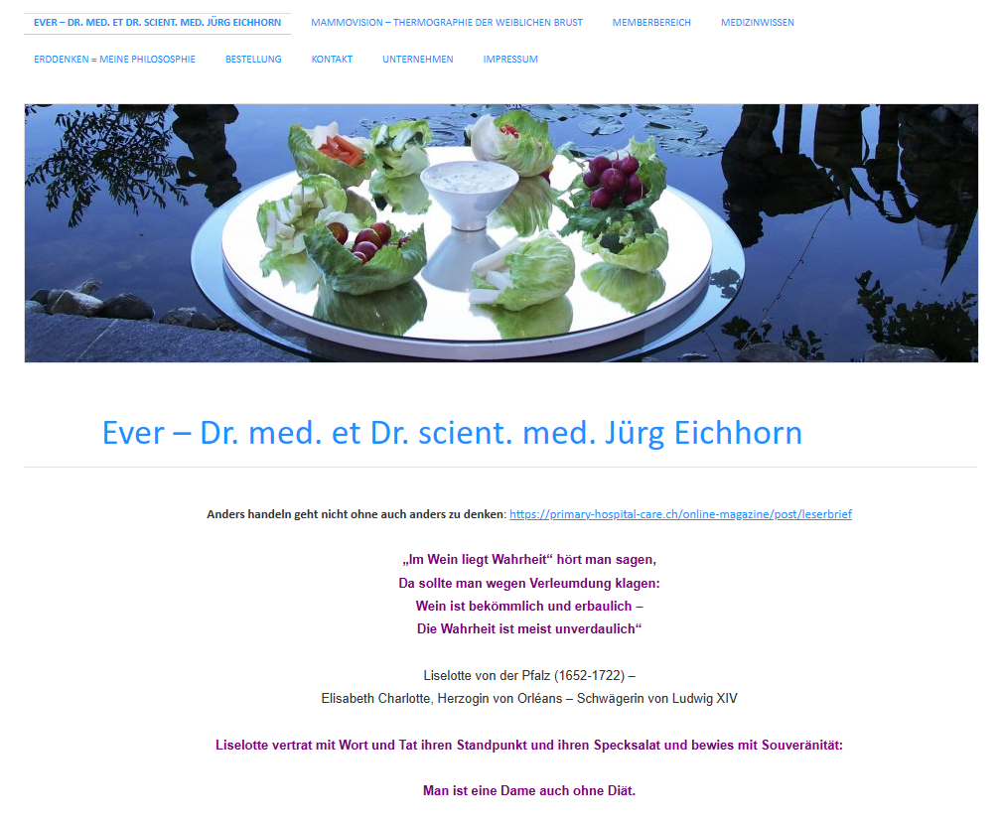 EVER – DR. MED. ET DR. SCIENT. MED. JÜRG EICHHORN
MAMMOVISION – THERMOGRAPHIE DER WEIBLICHEN BRUST
MEMBERBEREICH
MEDIZINWISSEN
ERDDENKEN = MEINE PHILOSOSPHIE
BESTELLUNG
KONTAKT
UNTERNEHMEN
IMPRESSUM
Ever – Dr. med. et Dr. scient. med. Jürg Eichhorn
Anders handeln geht nicht ohne auch anders zu denken: https://primary-hospital-care.ch/online-magazine/post/leserbrief
„Im Wein liegt Wahrheit“ hört man sagen,
Da sollte man wegen Verleumdung klagen:
Wein ist bekömmlich und erbaulich –
Die Wahrheit ist meist unverdaulich“
Liselotte von der Pfalz (1652-1722) –
Elisabeth Charlotte, Herzogin von Orléans – Schwägerin von Ludwig XIV
Liselotte vertrat mit Wort und Tat ihren Standpunkt und ihren Specksalat und bewies mit Souveränität:
Man ist eine Dame auch ohne Diät.